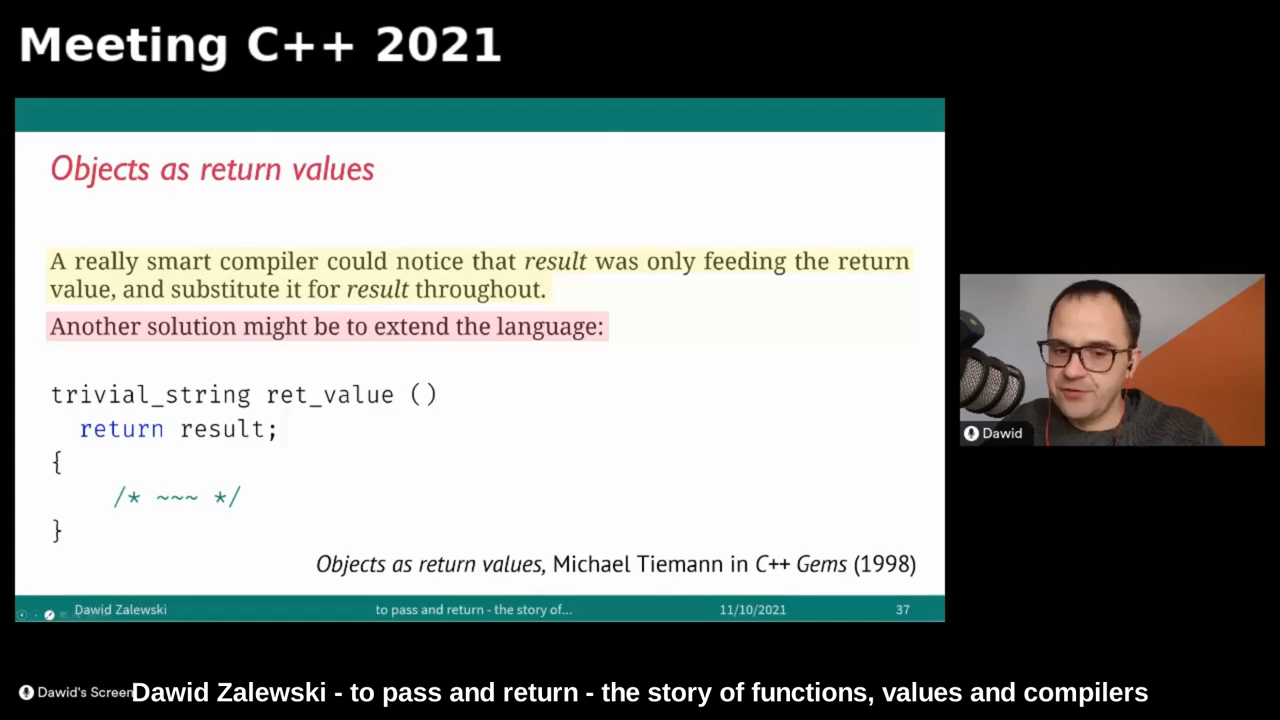 Meeting C++ 2021
Objects as return values
A really smart compiler could notice that result was only feeding the return
value, and substitute it for result throughout.
Another solution might be to extend the language:
trivial_string ret_value ()
return result;
{
/* ~~~ */
}
Objects as return values, Michael Tiemann in C++ Gems (1998)
Dawid Zalewski to pass and return - the story of... 11/10/2021 37
Dawid
Dawid's Screen
Dawid Zalewski - to pass and return - the story of functions, values and compilers